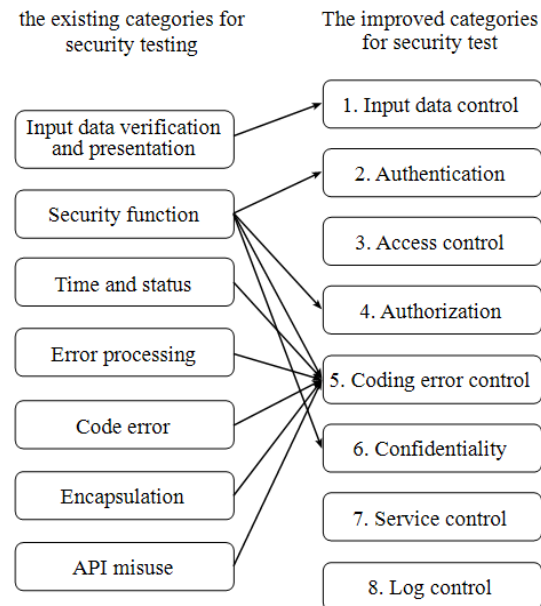 the existing categories for
security testing
The improved categories
for security test
Input data verification
and presentation
Security function
Time and status
Error processing
Code error
Encapsulation
API misuse
1. Input data control
2. Authentication
3. Access control
4. Authorization
5. Coding error control
6. Confidentiality
7. Service control
8. Log control